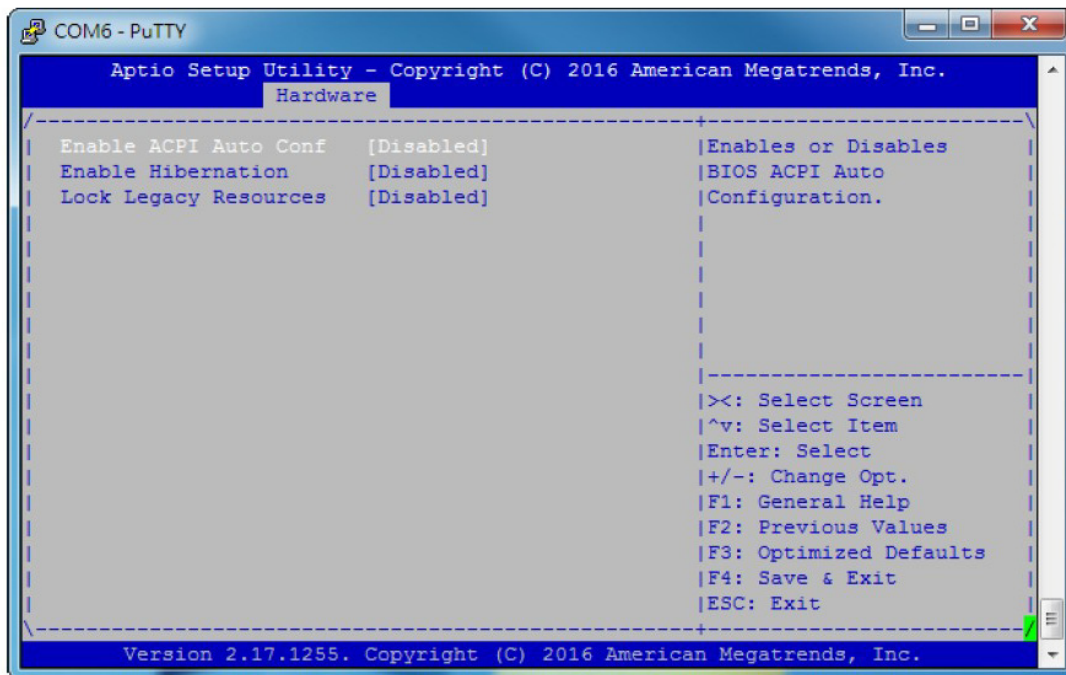 COM6 - PuTTY
Aptio Setup Utility - Copyright (C) 2016 American Megatrends, Inc.
Hardware
Enable ACPI Auto Conf [Disabled]
Enable Hibernation [Disabled]
Lock Legacy Resources [Disabled]
Enables or Disables
BIOS ACPI Auto
Configuration.
><: Select Screen
^v: Select Item
Enter: Select
+/-: Change Opt.
F1: General Help
F2: Previous Values
F3: Optimized Defaults
F4: Save & Exit
ESC: Exit
Version 2.17.1255. Copyright (C) 2016 American Megatrends, Inc.